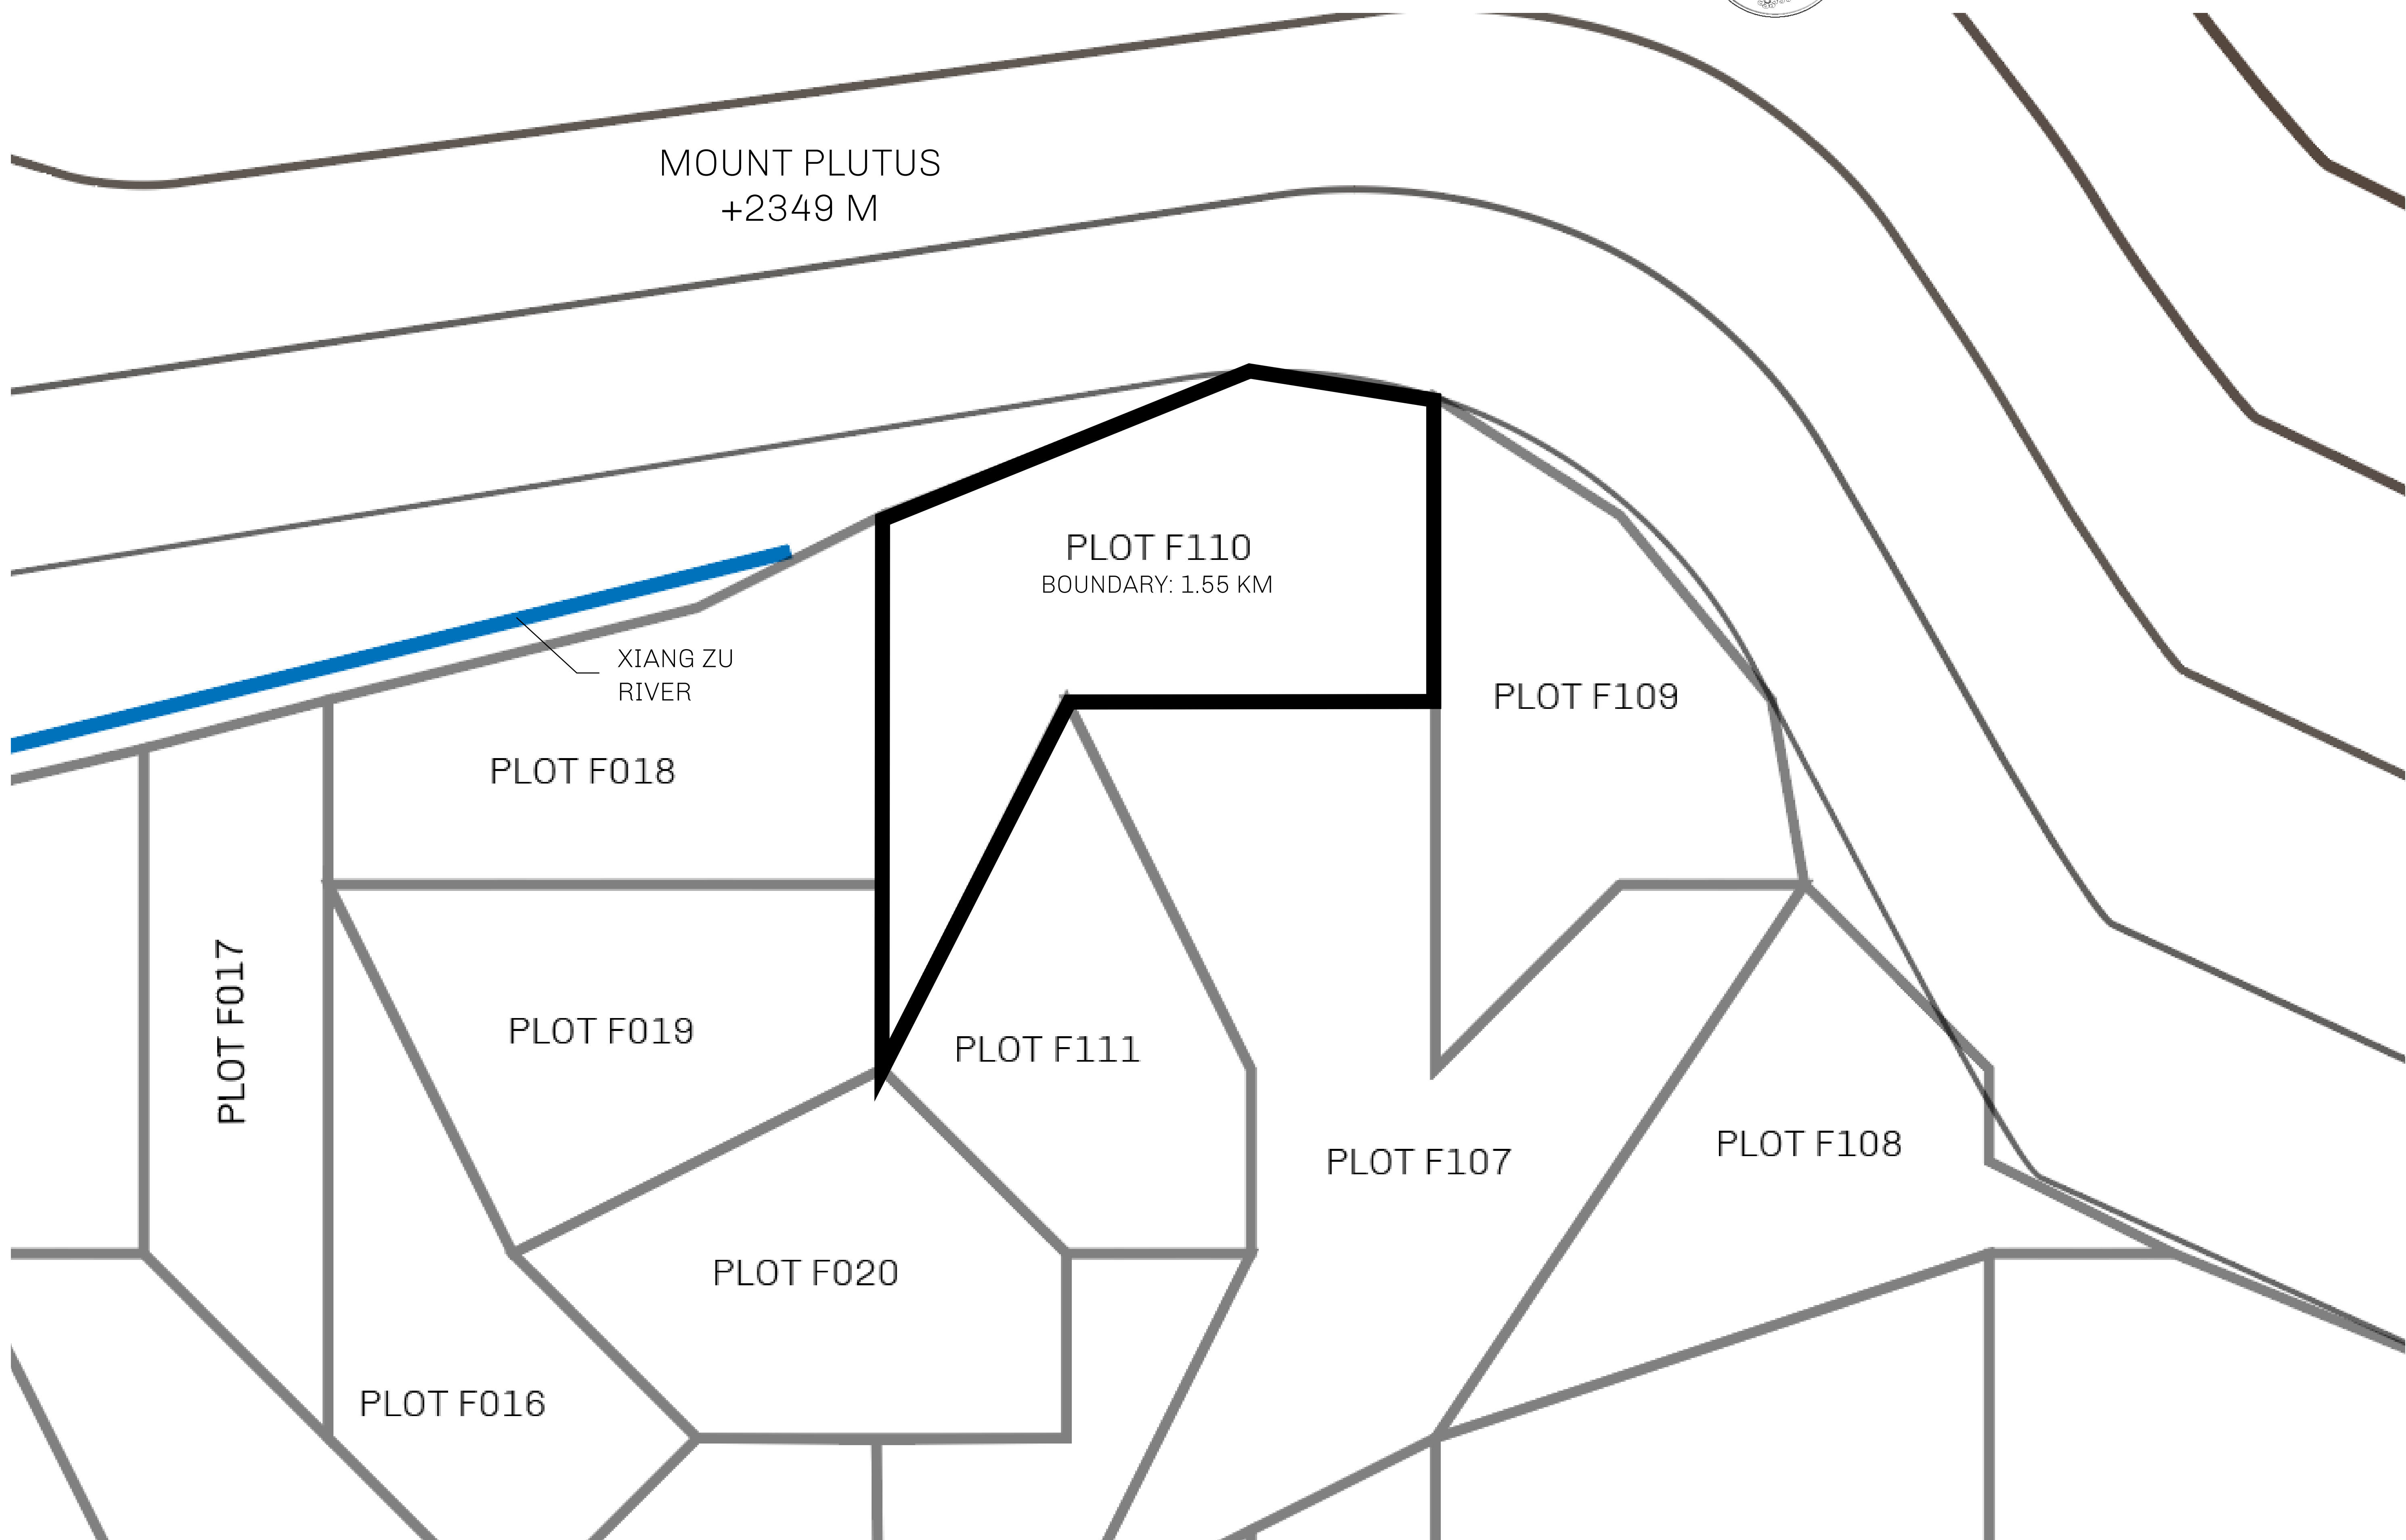 MOUNT PLUTUS
+2349 M
PLOT F110
BOUNDARY: 1.55 KM
XIANG ZU
RIVER
PLOT F109
PLOT F018
PLOT F017
PLOT F019
PLOT F111
PLOT F107
PLOT F108
PLOT F020
PLOT F016